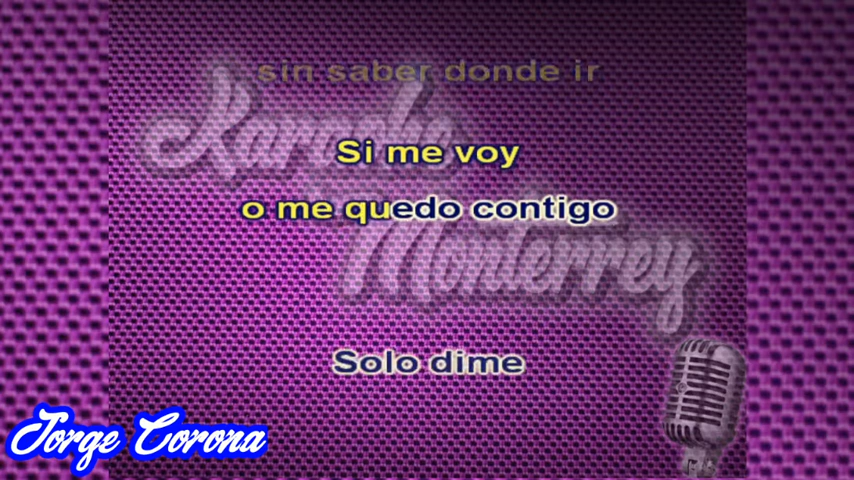 sin saber donde ir
Karaoke
Si me voy
o me quedo contigo
Monterrey
Solo dime
Jorge Corona